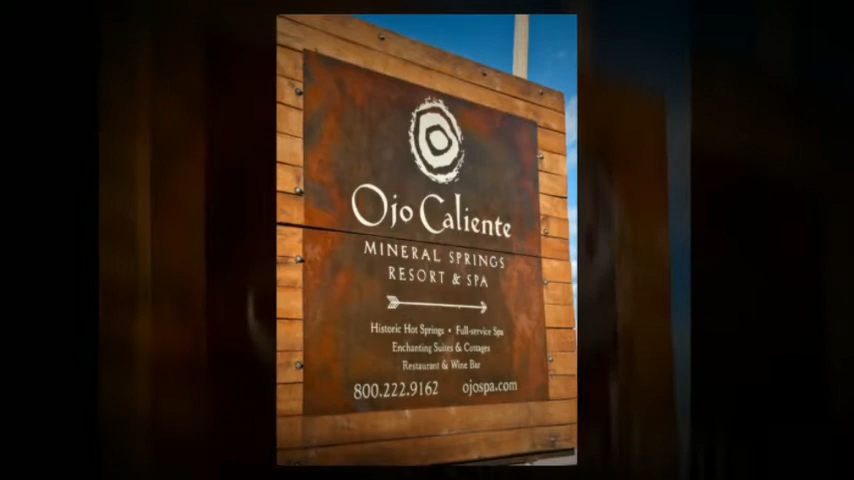 Ojo Caliente
MINERAL SPRINGS
RESORT & SPA
Historic Hot Springs • Full-service Spa
Enchanting Suites & Cottages
Restaurant & Wine Bar
800.222.9162 ojospa.com